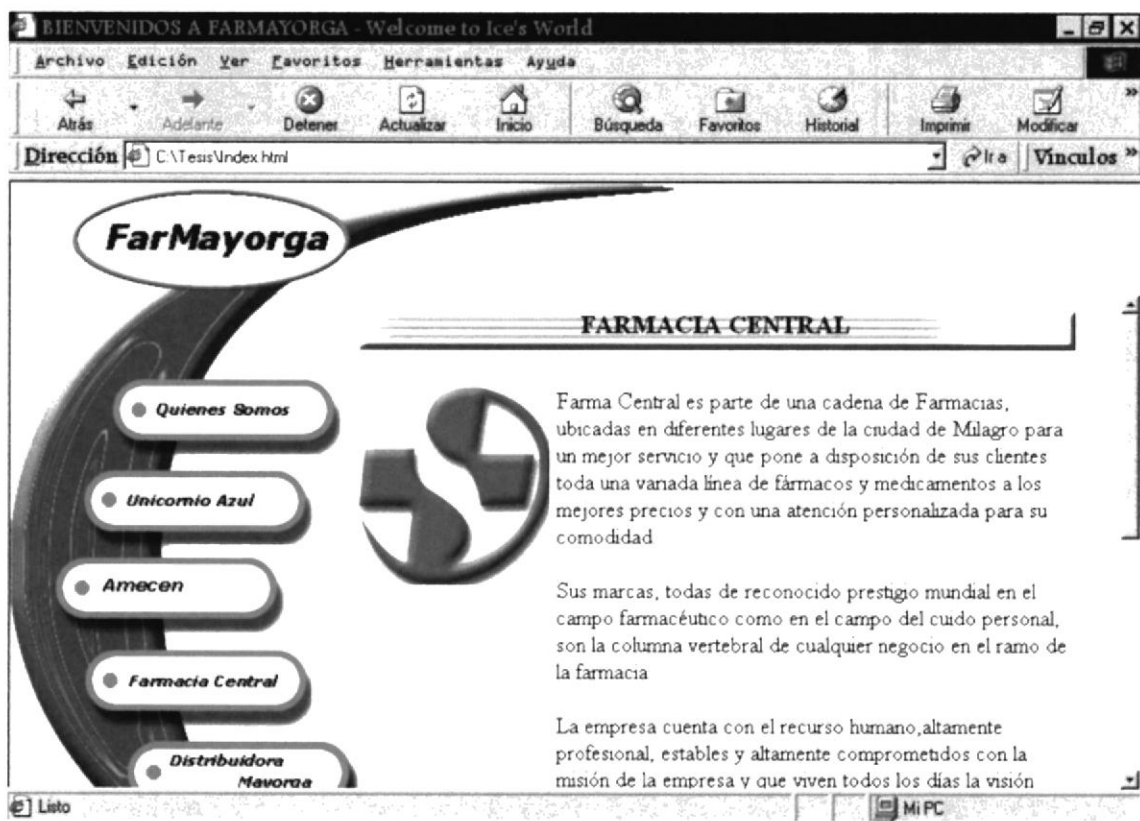 BIENVENIDOS A FARMAYORGA - Welcome to Ice's World
Archivo Edición Ver Favoritos Herramientas Ayuda
Atrás Adelante Detener Actualizar Inicio Búsqueda Favoritos Historial Imprimir Modificar »
Dirección C:\Tesis\Index.html Ir a Vínculos »
FarMayorga
FARMACIA CENTRAL
Quienes Somos
Unicornio Azul
Amecen
Farmacia Central
Distribuidora
Mayorga
Farma Central es parte de una cadena de Farmacias,
ubicadas en diferentes lugares de la ciudad de Milagro para
un mejor servicio y que pone a disposición de sus clientes
toda una variada línea de fármacos y medicamentos a los
mejores precios y con una atención personalizada para su
comodidad
Sus marcas, todas de reconocido prestigio mundial en el
campo farmacéutico como en el campo del cuido personal,
son la columna vertebral de cualquier negocio en el ramo de
la farmacia
La empresa cuenta con el recurso humano,altamente
profesional, estables y altamente comprometidos con la
misión de la empresa y que viven todos los días la visión
Listo Mi PC